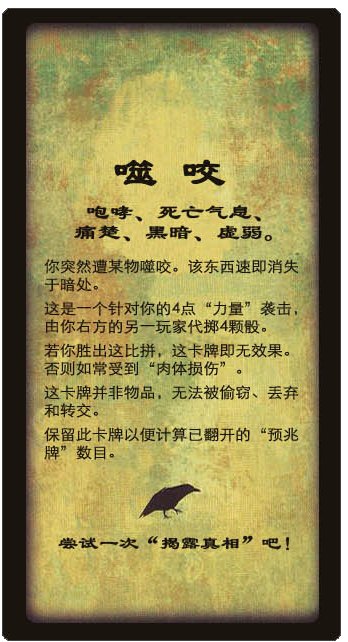 噬 咬
咆哮、死亡气息、
痛楚、黑暗、虚弱。
你突然遭某物噬咬。该东西速即消失
于暗处。
这是一个针对你的4点“力量”袭击，
由你右方的另一玩家代掷4颗骰。
若你胜出这比拼，这卡牌即无效果。
否则如常受到“肉体损伤”。
这卡牌并非物品，无法被偷窃、丢弃
和转交。
保留此卡牌以便计算已翻开的“预兆
牌”数目。
尝试一次“揭露真相”吧！